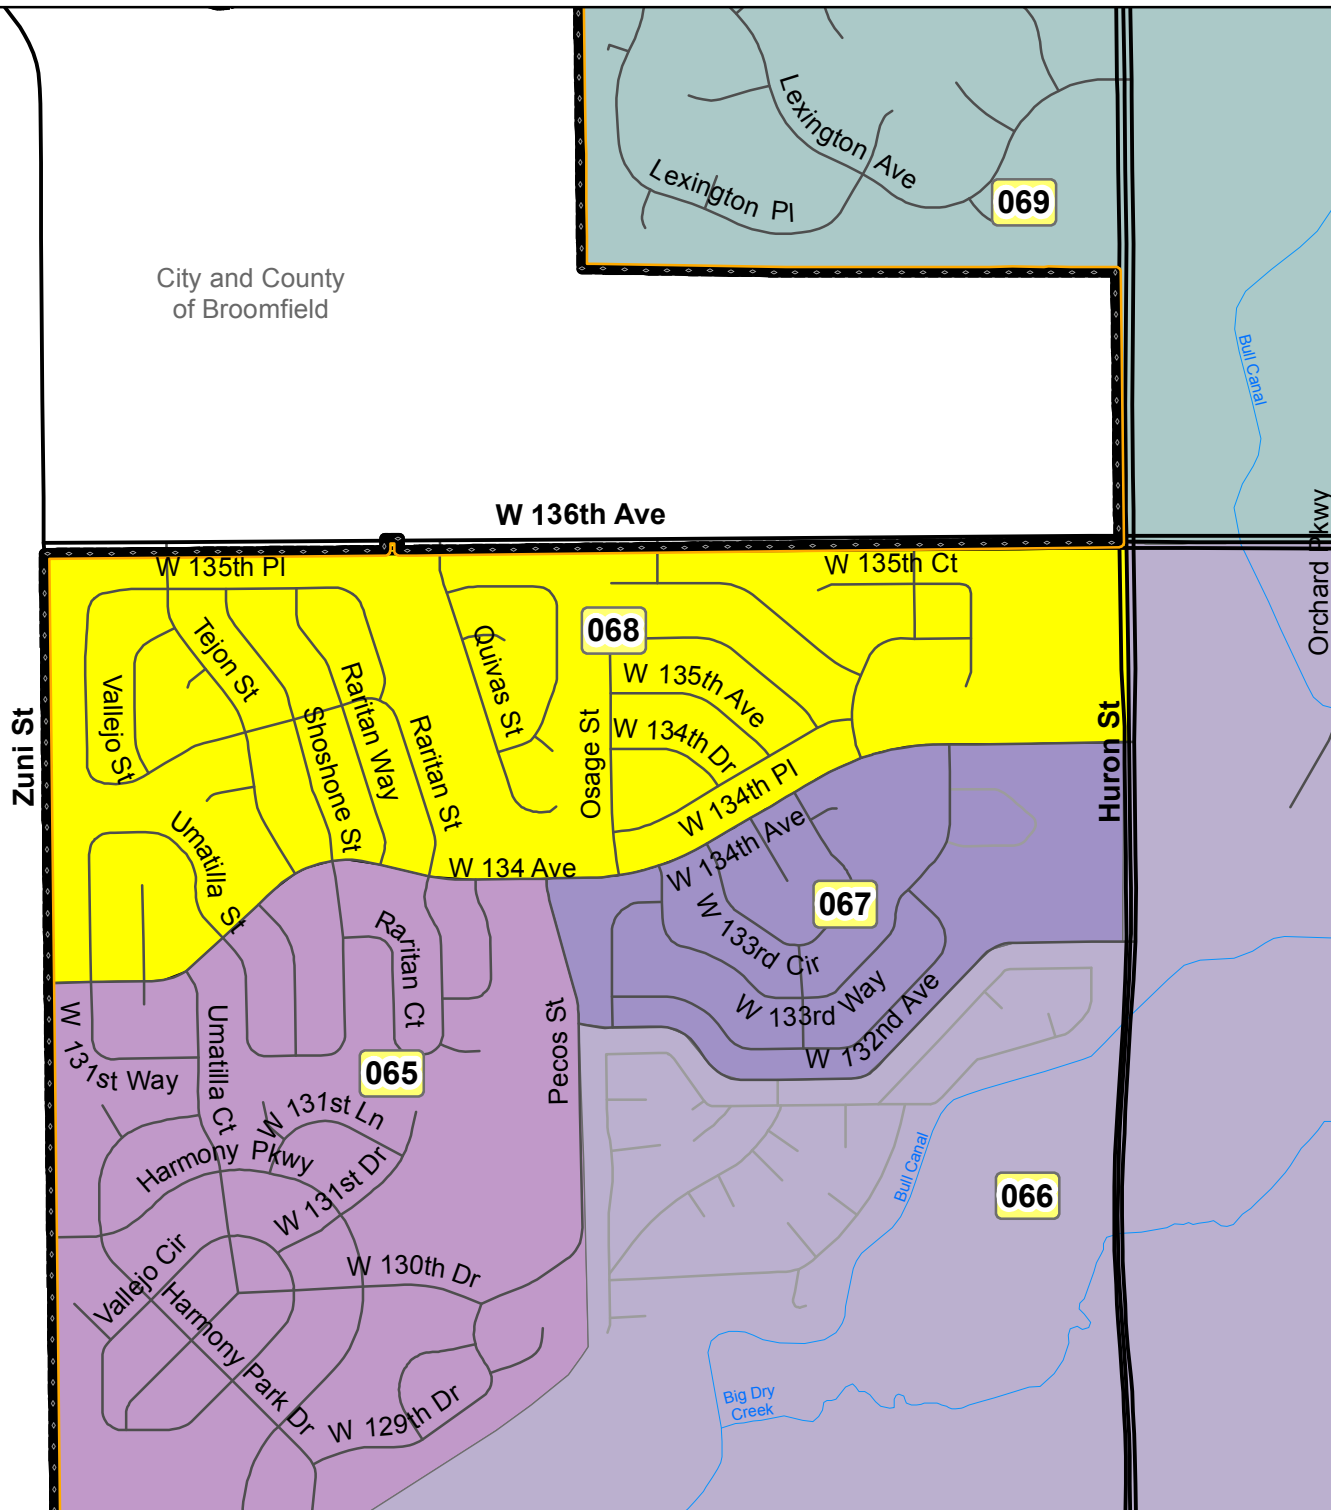 Lexington Ave
Lexington Pl
069
City and County
of Broomfield
Bull Canal
W 136th Ave
Orchard Pkwy
W 135th Pl
W 135th Ct
068
Tejon St
Quivas St
Vallejo St
Raritan Way
W 135th Ave
Zuni St
Shoshone St
Raritan St
Osage St
W 134th Dr
Huron St
W 134th Pl
Umatilla St
W 134 Ave
W 134th Ave
067
Raritan Ct
W 133rd Cir
W 133rd Way
W 132nd Ave
W 131st Way
Umatilla Ct
Pecos St
065
W 131st Ln
Harmony Pkwy
W 131st Dr
Bull Canal
066
Vallejo Cir
W 130th Dr
Harmony Park Dr
W 129th Dr
Big Dry
Creek